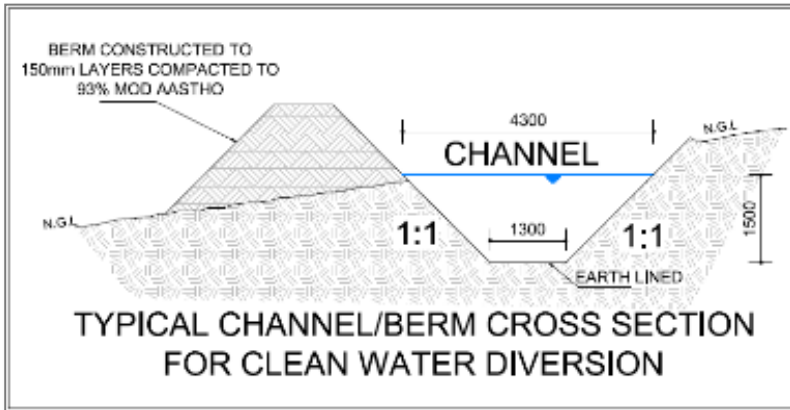 BERM CONSTRUCTED TO
150mm LAYERS COMPACTED TO
93% MOD AASTHO
4300
N.G.L
CHANNEL
N.G.L
1:1
1300
1:1
1500
EARTH LINED
TYPICAL CHANNEL/BERM CROSS SECTION
FOR CLEAN WATER DIVERSION